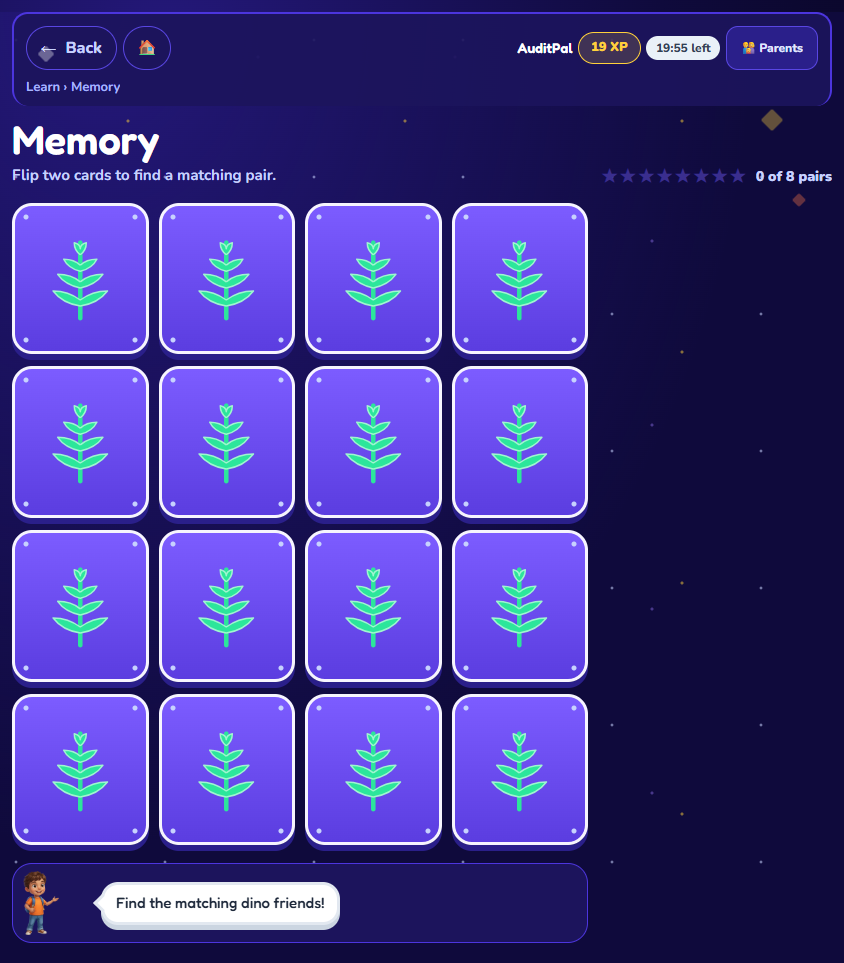 ← Back
AuditPal
19 XP
19:55 left
Parents
Learn › Memory
Memory
Flip two cards to find a matching pair.
0 of 8 pairs
Find the matching dino friends!